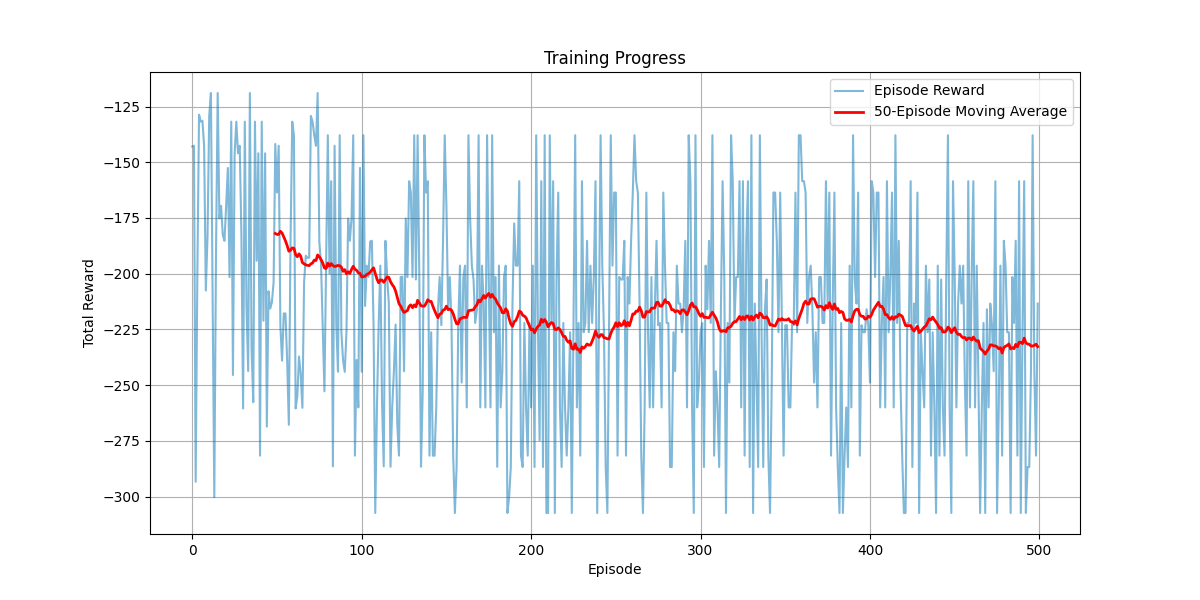 Training Progress
Episode Reward
50-Episode Moving Average
Total Reward
−125
−150
−175
−200
−225
−250
−275
−300
0
100
200
300
400
500
Episode